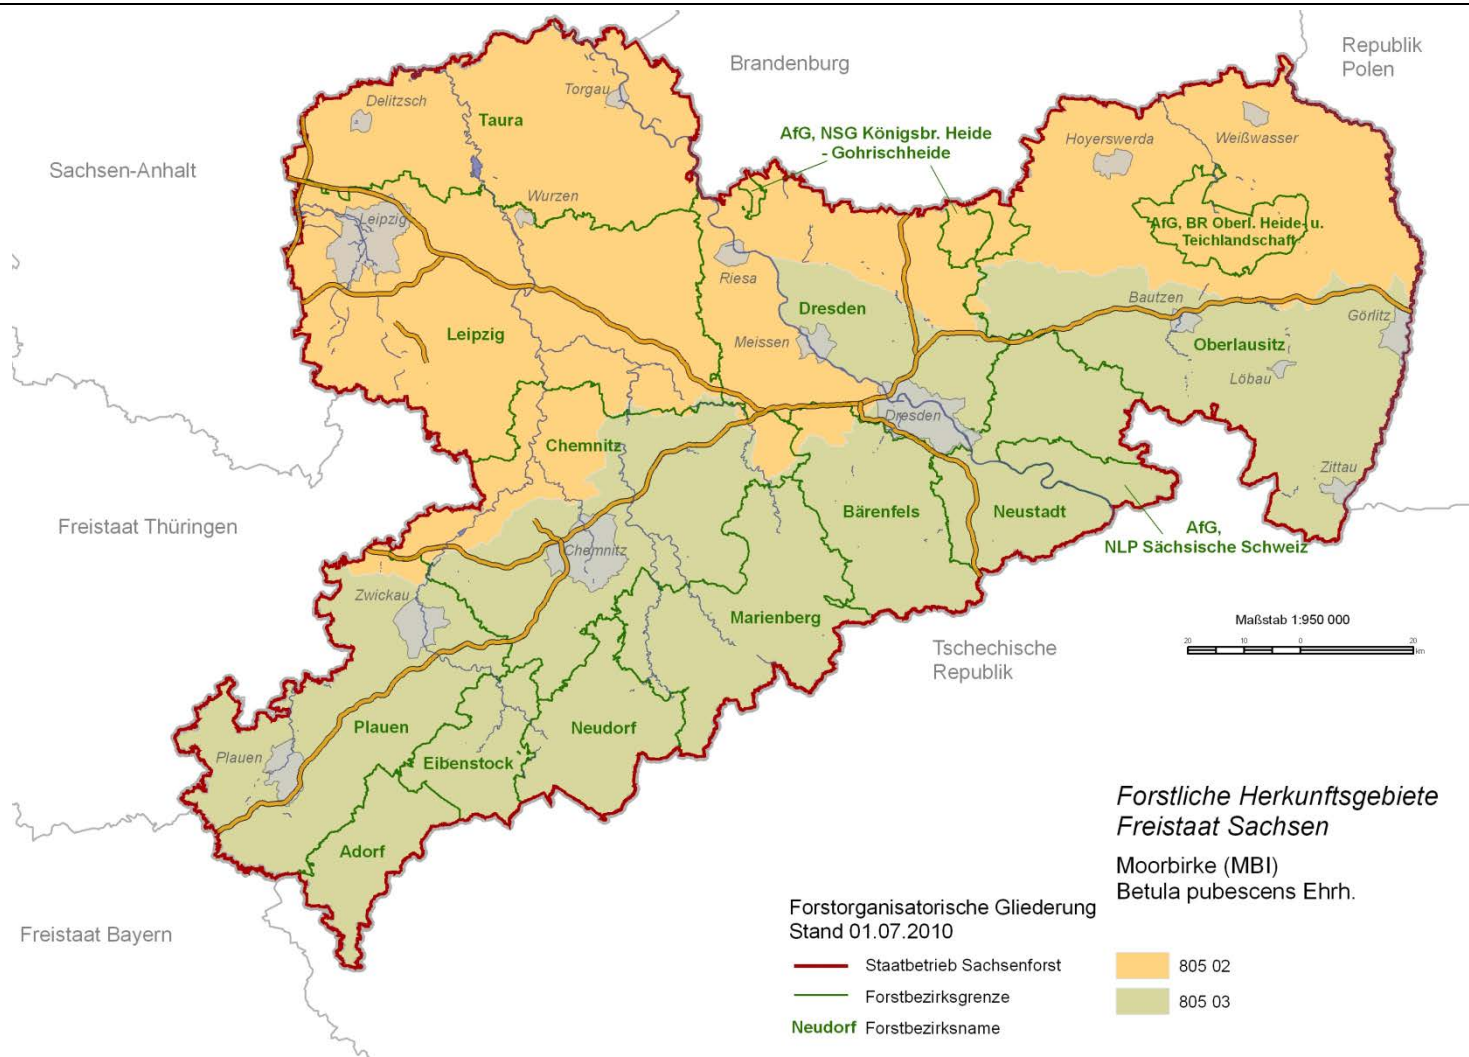 Brandenburg
Republik
Polen
Sachsen-Anhalt
Delitzsch
Torgau
Taura
AfG, NSG Königsbr. Heide
- Gohrischheide
Hoyerswerda
Weißwasser
Wurzen
Leipzig
AfG, BR Oberl. Heide- u.
Teichlandschaft
Riesa
Dresden
Bautzen
Görlitz
Leipzig
Meissen
Oberlausitz
Löbau
Dresden
Chemnitz
Zittau
Freistaat Thüringen
Bärenfels
Neustadt
AfG,
NLP Sächsische Schweiz
Chemnitz
Zwickau
Marienberg
Tschechische
Republik
Maßstab 1:950 000
20 10 0 20
km
Plauen
Neudorf
Plauen
Eibenstock
Adorf
Freistaat Bayern
Forstliche Herkunftsgebiete
Freistaat Sachsen
Moorbirke (MBI)
Betula pubescens Ehrh.
Forstorganisatorische Gliederung
Stand 01.07.2010
Staatbetrieb Sachsenforst
Forstbezirksgrenze
Neudorf Forstbezirksname
805 02
805 03